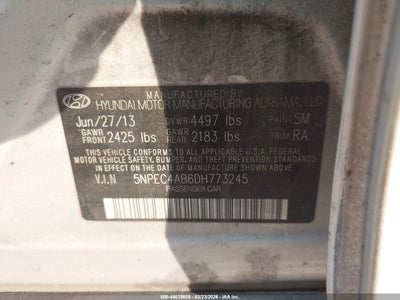 MANUFACTURED BY
HYUNDAI MOTOR MANUFACTURING ALABAMA, LLC
Jun/27/13 GVWR 4497 lbs PAINT SM
GAWR FRONT 2425 lbs GAWR REAR 2183 lbs TRIM RA
THIS VEHICLE CONFORMS TO ALL APPLICABLE U.S.A. FEDERAL MOTOR
VEHICLE SAFETY, BUMPER, AND THEFT PREVENTION STANDARDS
IN EFFECT ON THE DATE OF MANUFACTURE SHOWN ABOVE.
V.I.N 5NPEC4AB6DH773245
PASSENGER CAR